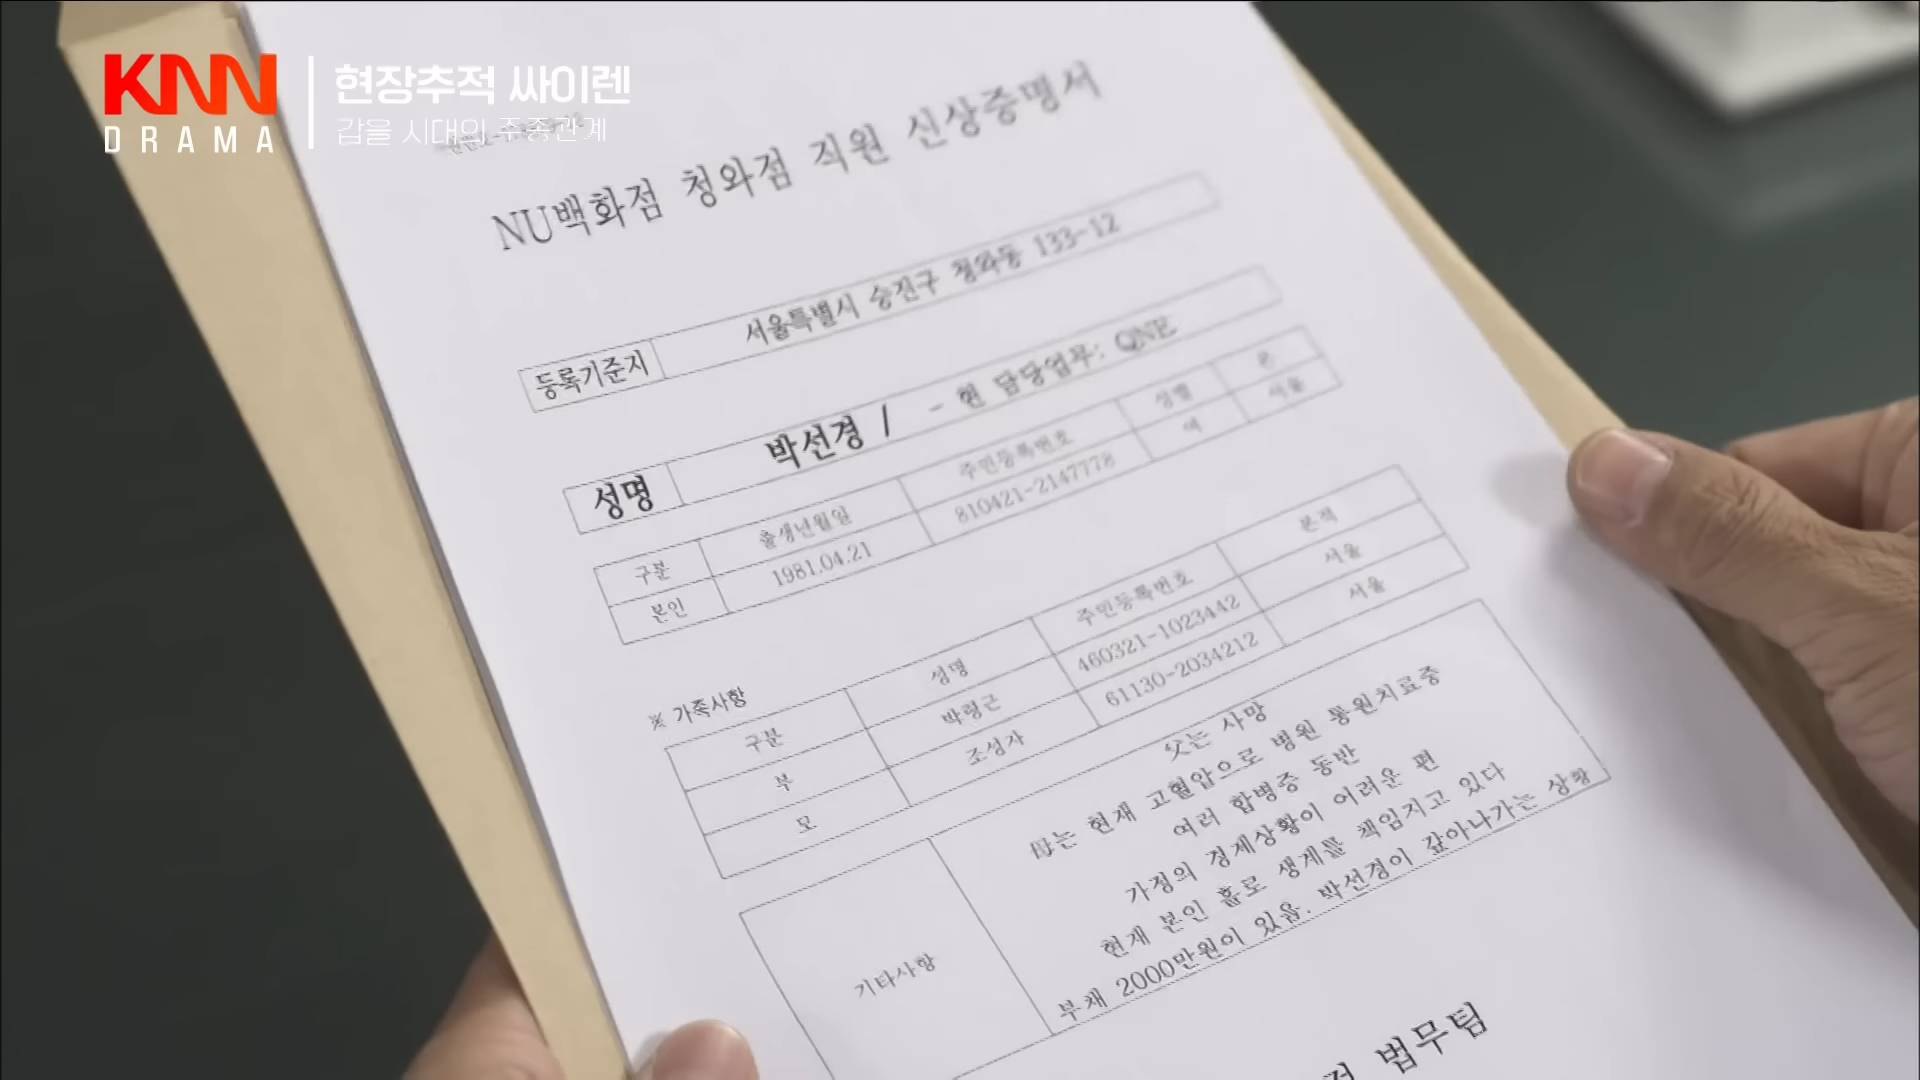 KNN
DRAMA
현장추적 싸이렌
갑을 시대의 주종관계
NU백화점 청와점 직원 신상증명서
등록기준지 서울특별시 승진구 청와동 133-12
성명 박선경 / - 현 담당업무: QNE
구분 출생년월일 주민등록번호 성별 본
본인 1981.04.21 810421-2147778 여 서울
※ 가족사항
구분 성명 주민등록번호 본적
부 박령근 460321-1023442 서울
모 조성자 61130-2034212 서울
기타사항
父는 사망
母는 현재 고혈압으로 병원 통원치료중
여러 합병증 동반
가정의 경제상황이 어려운 편
현재 본인 홀로 생계를 책임지고 있다
부채 2000만원이 있음. 박선경이 갚아나가는 상황
법무팀